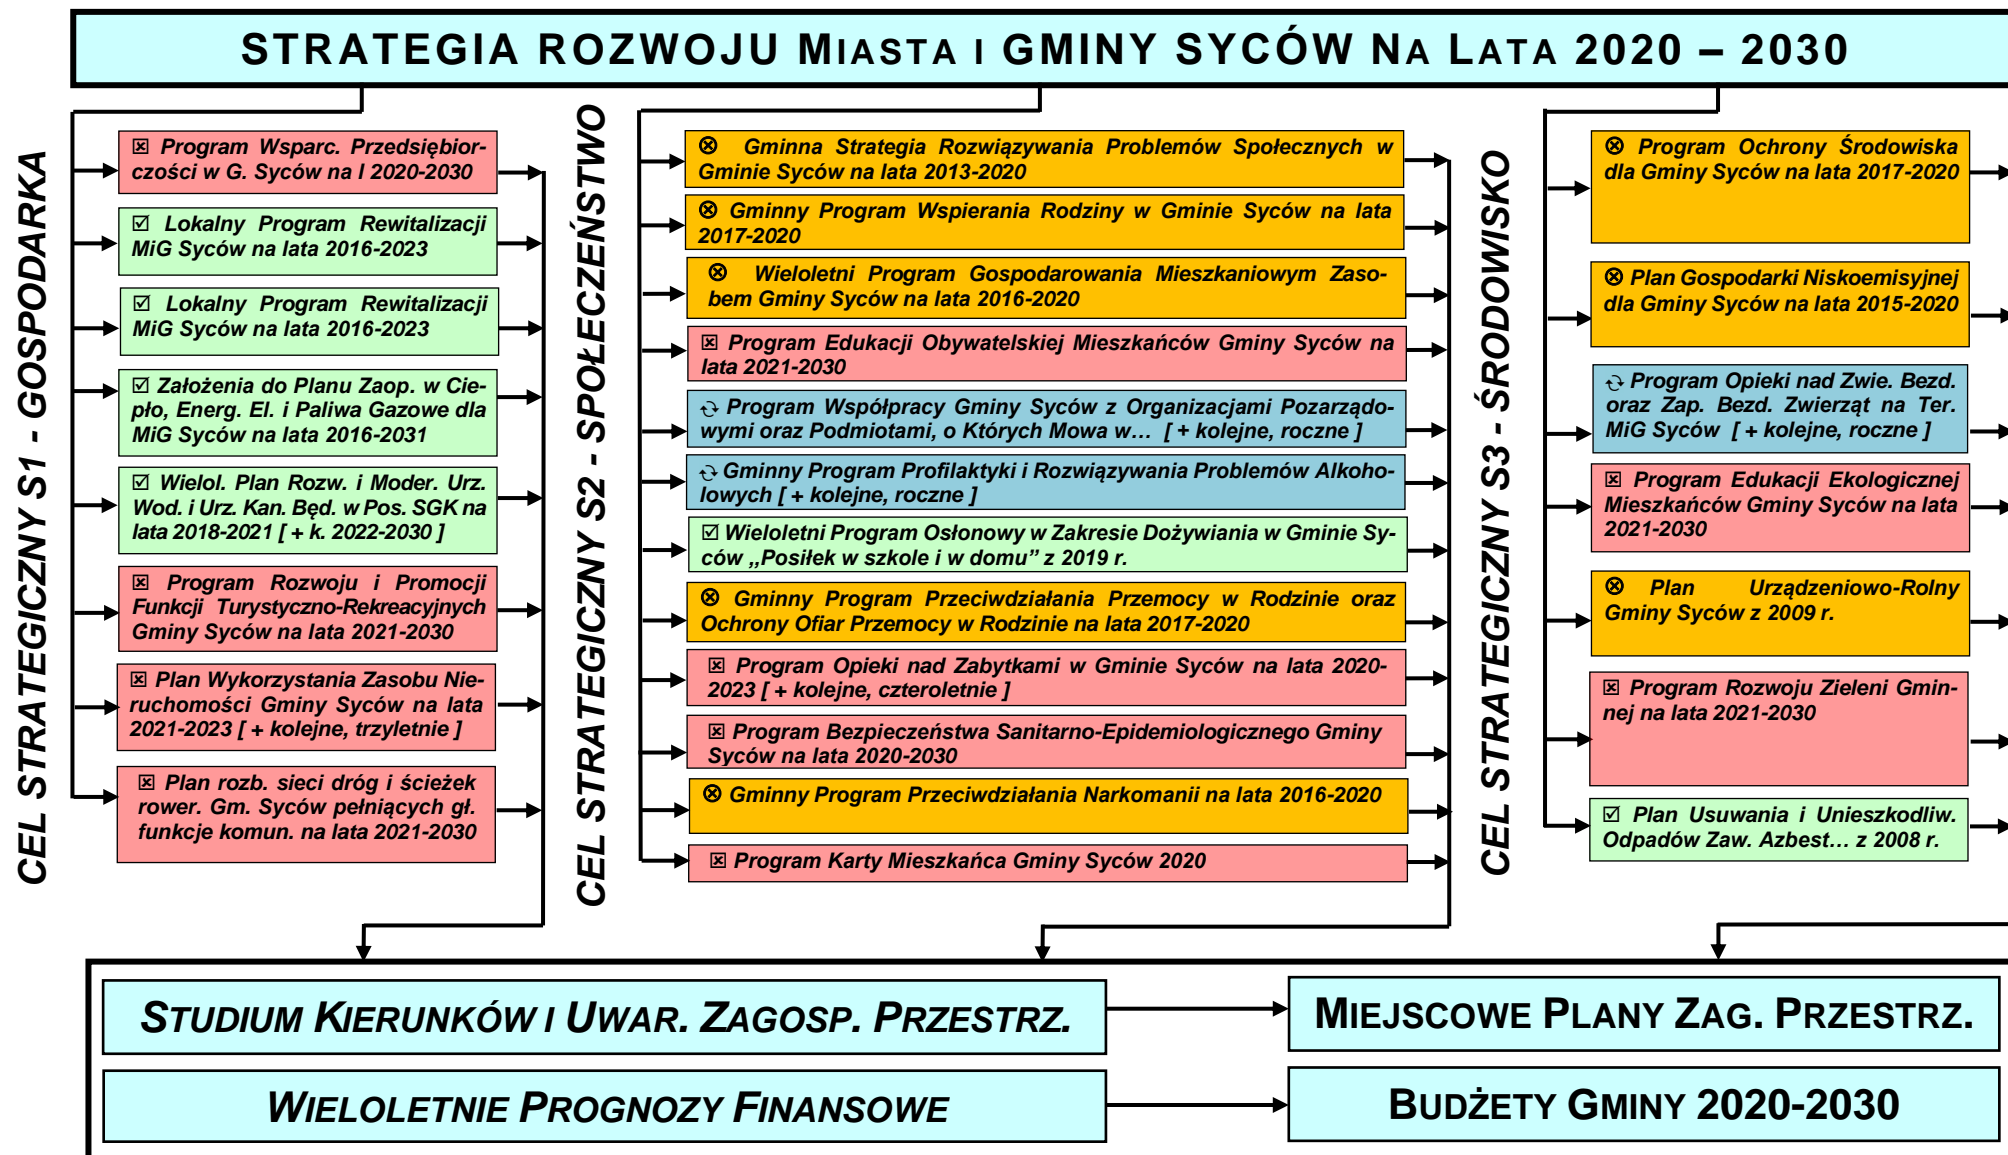 STRATEGIA ROZWOJU MIASTA I GMINY SYCÓW NA LATA 2020 – 2030
CEL STRATEGICZNY S1 - GOSPODARKA
☒ Program Wsparc. Przedsiębior-
czości w G. Syców na l 2020-2030
☑ Lokalny Program Rewitalizacji
MiG Syców na lata 2016-2023
☑ Lokalny Program Rewitalizacji
MiG Syców na lata 2016-2023
☑ Założenia do Planu Zaop. w Cie-
pło, Energ. El. i Paliwa Gazowe dla
MiG Syców na lata 2016-2031
☑ Wielol. Plan Rozw. i Moder. Urz.
Wod. i Urz. Kan. Będ. w Pos. SGK na
lata 2018-2021 [ + k. 2022-2030 ]
☒ Program Rozwoju i Promocji
Funkcji Turystyczno-Rekreacyjnych
Gminy Syców na lata 2021-2030
☒ Plan Wykorzystania Zasobu Nie-
ruchomości Gminy Syców na lata
2021-2023 [ + kolejne, trzyletnie ]
☒ Plan rozb. sieci dróg i ścieżek
rower. Gm. Syców pełniących gł.
funkcje komun. na lata 2021-2030
CEL STRATEGICZNY S2 - SPOŁECZEŃSTWO
⊗ Gminna Strategia Rozwiązywania Problemów Społecznych w
Gminie Syców na lata 2013-2020
⊗ Gminny Program Wspierania Rodziny w Gminie Syców na lata
2017-2020
⊗ Wieloletni Program Gospodarowania Mieszkaniowym Zaso-
bem Gminy Syców na lata 2016-2020
☒ Program Edukacji Obywatelskiej Mieszkańców Gminy Syców na
lata 2021-2030
Program Współpracy Gminy Syców z Organizacjami Pozarządo-
wymi oraz Podmiotami, o Których Mowa w… [ + kolejne, roczne ]
Gminny Program Profilaktyki i Rozwiązywania Problemów Alkoho-
lowych [ + kolejne, roczne ]
☑ Wieloletni Program Osłonowy w Zakresie Dożywiania w Gminie Sy-
ców „Posiłek w szkole i w domu” z 2019 r.
⊗ Gminny Program Przeciwdziałania Przemocy w Rodzinie oraz
Ochrony Ofiar Przemocy w Rodzinie na lata 2017-2020
☒ Program Opieki nad Zabytkami w Gminie Syców na lata 2020-
2023 [ + kolejne, czteroletnie ]
☒ Program Bezpieczeństwa Sanitarno-Epidemiologicznego Gminy
Syców na lata 2020-2030
⊗ Gminny Program Przeciwdziałania Narkomanii na lata 2016-2020
☒ Program Karty Mieszkańca Gminy Syców 2020
CEL STRATEGICZNY S3 - ŚRODOWISKO
⊗ Program Ochrony Środowiska
dla Gminy Syców na lata 2017-2020
⊗ Plan Gospodarki Niskoemisyjnej
dla Gminy Syców na lata 2015-2020
Program Opieki nad Zwie. Bezd.
oraz Zap. Bezd. Zwierząt na Ter.
MiG Syców [ + kolejne, roczne ]
☒ Program Edukacji Ekologicznej
Mieszkańców Gminy Syców na lata
2021-2030
⊗ Plan Urządzeniowo-Rolny
Gminy Syców z 2009 r.
☒ Program Rozwoju Zieleni Gmin-
nej na lata 2021-2030
☑ Plan Usuwania i Unieszkodliw.
Odpadów Zaw. Azbest… z 2008 r.
STUDIUM KIERUNKÓW I UWAR. ZAGOSP. PRZESTRZ.
MIEJSCOWE PLANY ZAG. PRZESTRZ.
WIELOLETNIE PROGNOZY FINANSOWE
BUDŻETY GMINY 2020-2030